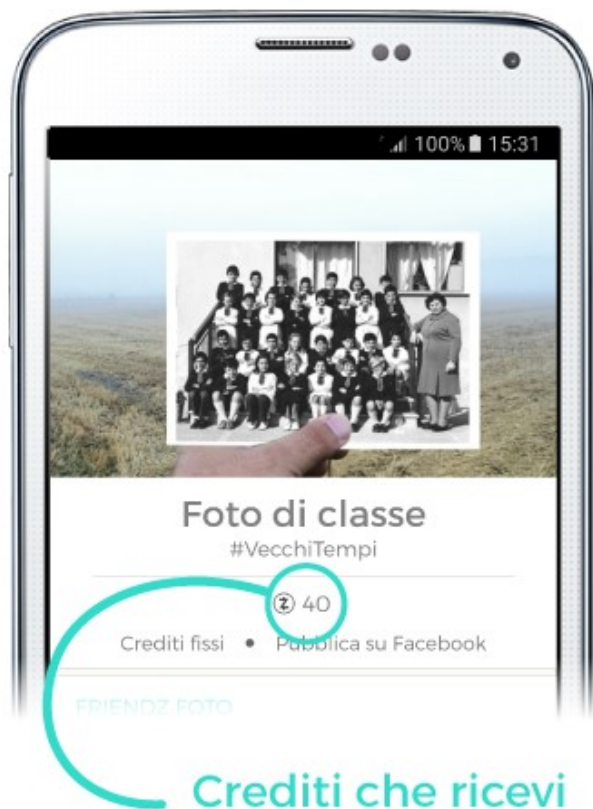 100% 15:31
Foto di classe
#VecchiTempi
40
Crediti fissi • Pubblica su Facebook
FRIENDZ FOTO
Crediti che ricevi